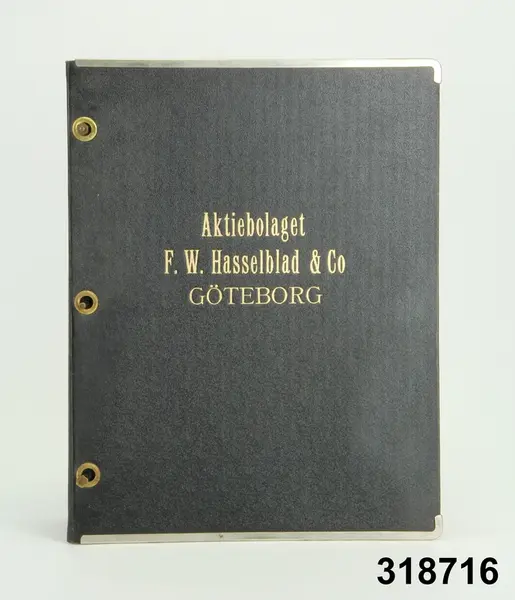 Aktiebolaget
F. W. Hasselblad & Co
GÖTEBORG
318716